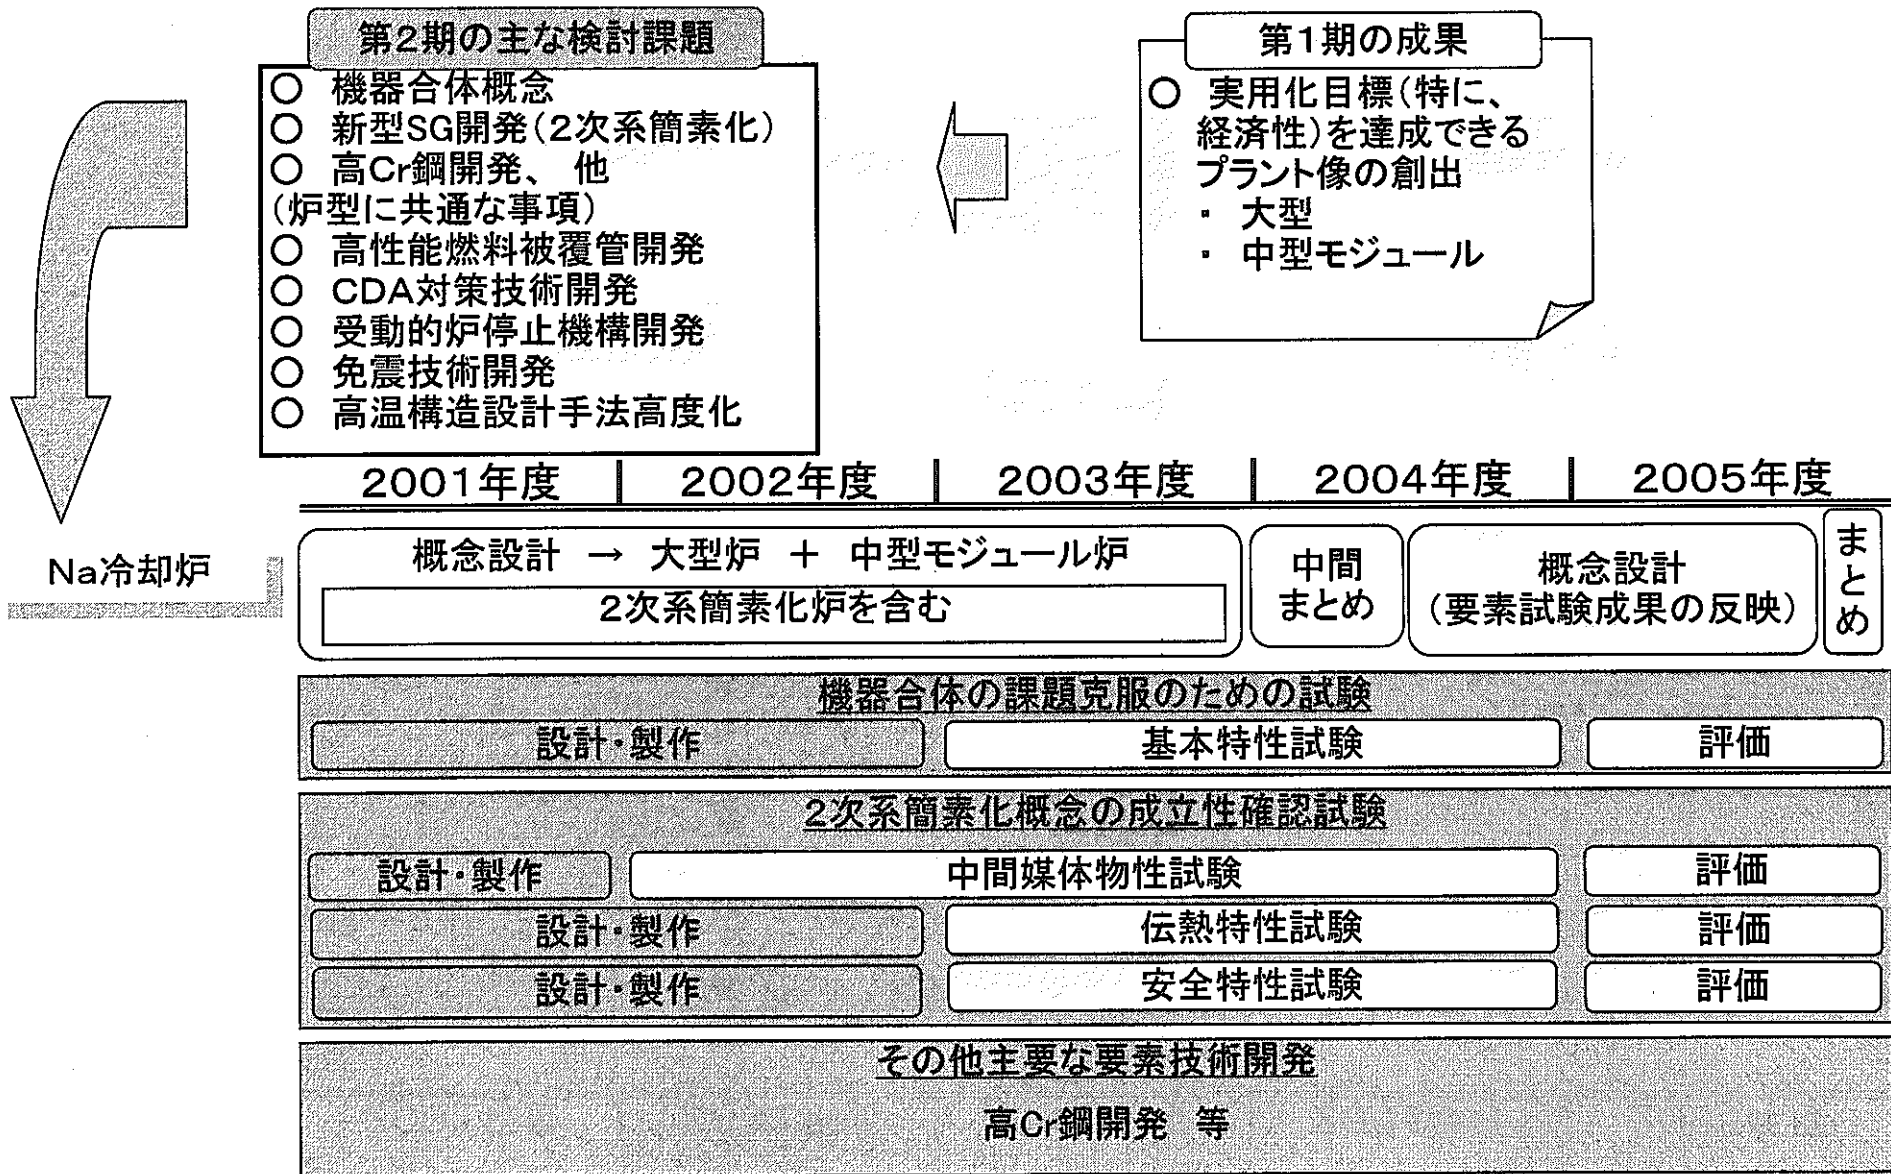 第2期の主な検討課題
○ 機器合体概念
○ 新型SG開発(2次系簡素化)
○ 高Cr鋼開発、 他
(炉型に共通な事項)
○ 高性能燃料被覆管開発
○ CDA対策技術開発
○ 受動的炉停止機構開発
○ 免震技術開発
○ 高温構造設計手法高度化
第1期の成果
○ 実用化目標(特に、
経済性)を達成できる
プラント像の創出
・ 大型
・ 中型モジュール
2001年度 2002年度 2003年度 2004年度 2005年度
Na冷却炉
概念設計 → 大型炉 + 中型モジュール炉
2次系簡素化炉を含む
中間
まとめ
概念設計
(要素試験成果の反映)
まとめ
機器合体の課題克服のための試験
設計・製作 基本特性試験 評価
2次系簡素化概念の成立性確認試験
設計・製作 中間媒体物性試験 評価
設計・製作 伝熱特性試験 評価
設計・製作 安全特性試験 評価
その他主要な要素技術開発
高Cr鋼開発 等